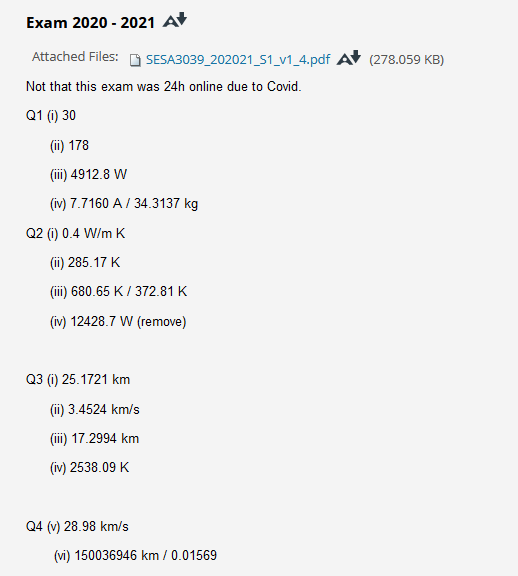 Exam 2020 - 2021
Attached Files: SESA3039_202021_S1_v1_4.pdf (278.059 KB)
Not that this exam was 24h online due to Covid.
Q1 (i) 30
(ii) 178
(iii) 4912.8 W
(iv) 7.7160 A / 34.3137 kg
Q2 (i) 0.4 W/m K
(ii) 285.17 K
(iii) 680.65 K / 372.81 K
(iv) 12428.7 W (remove)
Q3 (i) 25.1721 km
(ii) 3.4524 km/s
(iii) 17.2994 km
(iv) 2538.09 K
Q4 (v) 28.98 km/s
(vi) 150036946 km / 0.01569